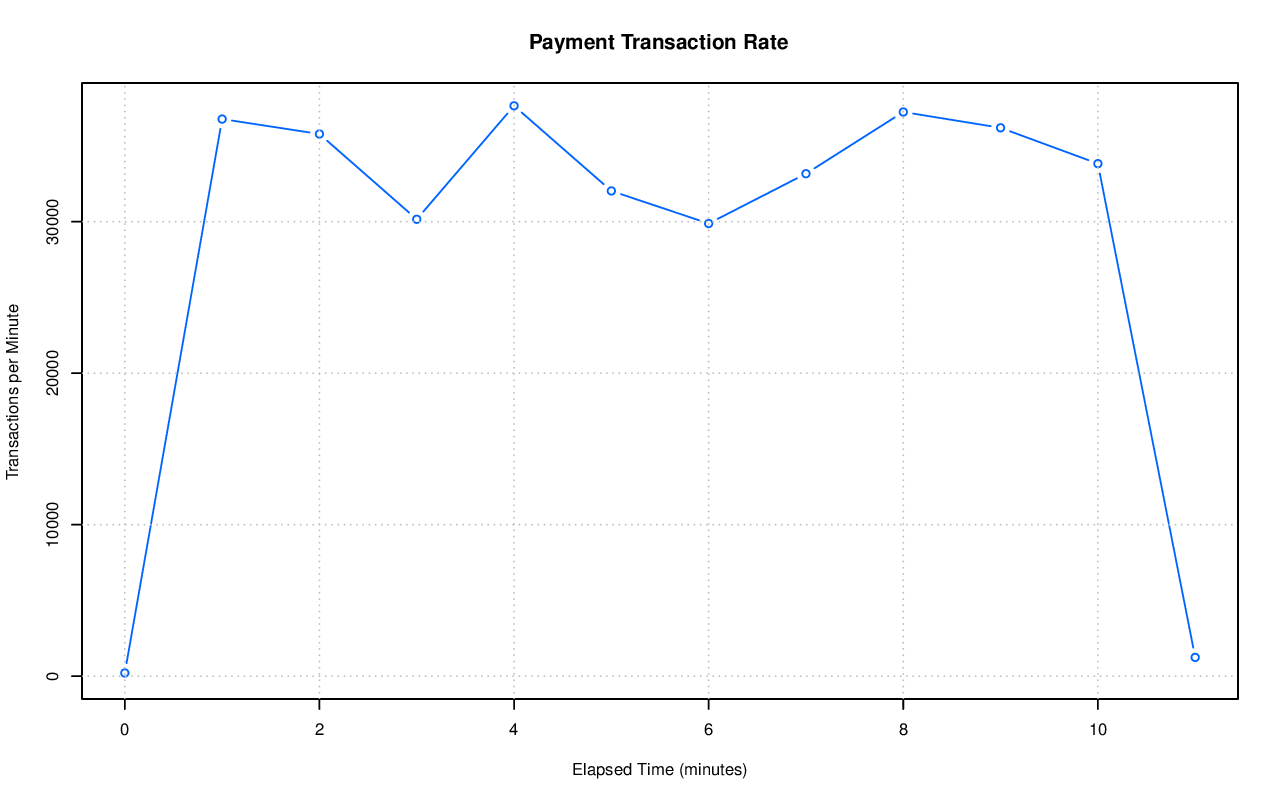 Payment Transaction Rate
Transactions per Minute
30000
20000
10000
0
0 2 4 6 8 10
Elapsed Time (minutes)